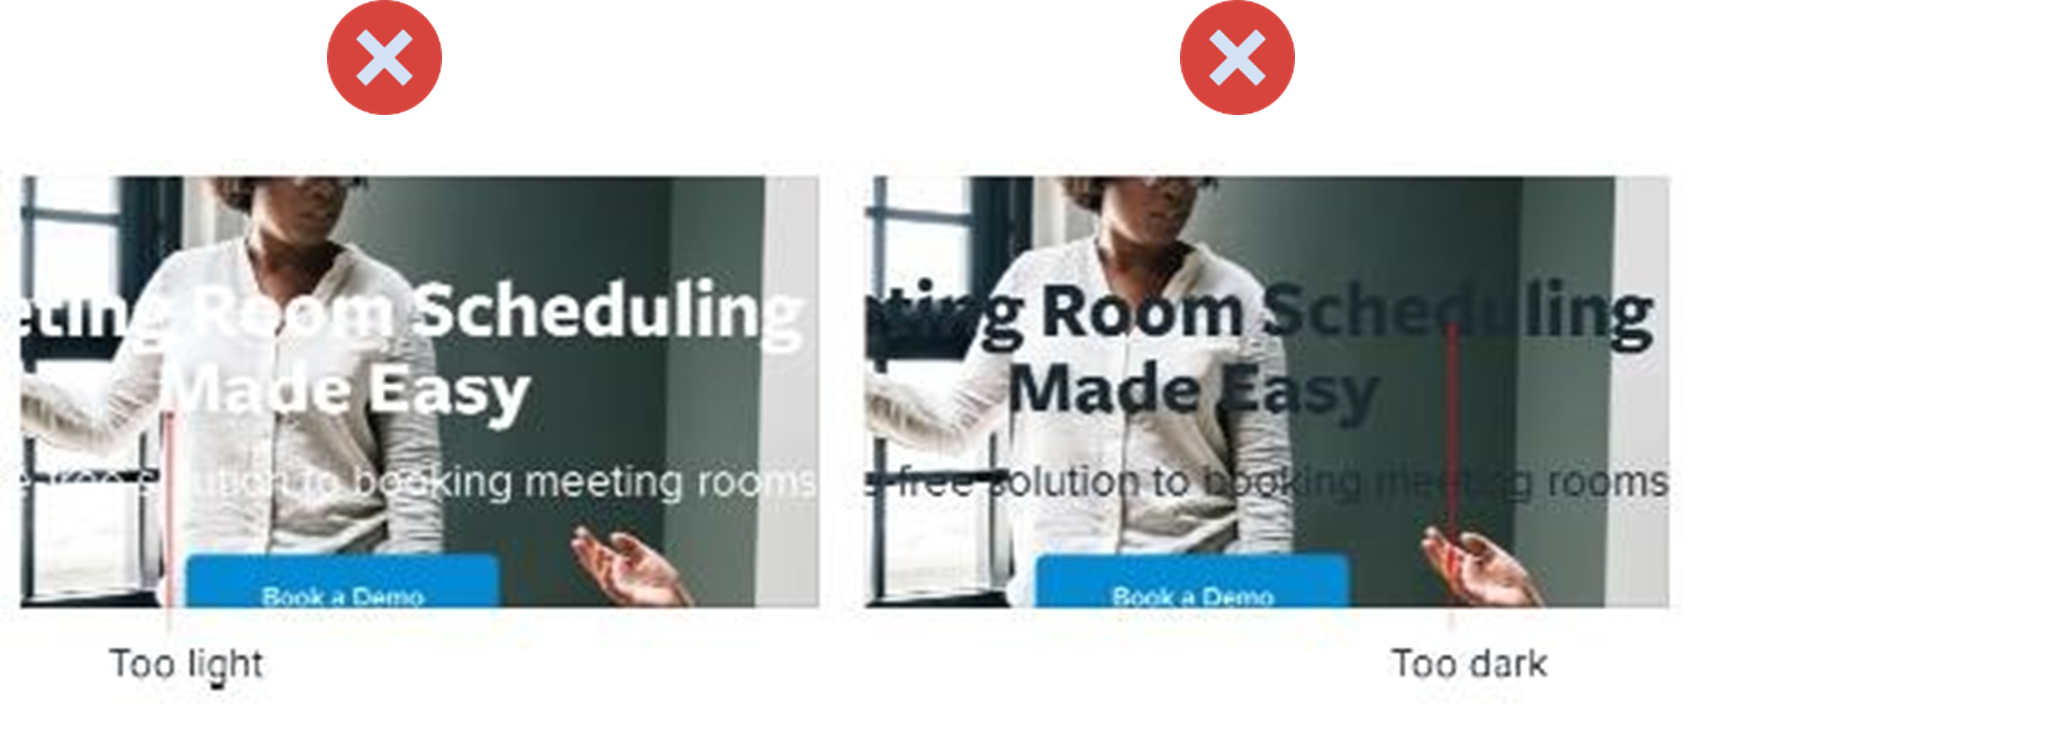 eting Room Scheduling
Made Easy
e-free solution to booking meeting rooms
Book a Demo
Too light
ting Room Scheduling
Made Easy
-free solution to booking meeting rooms
Book a Demo
Too dark